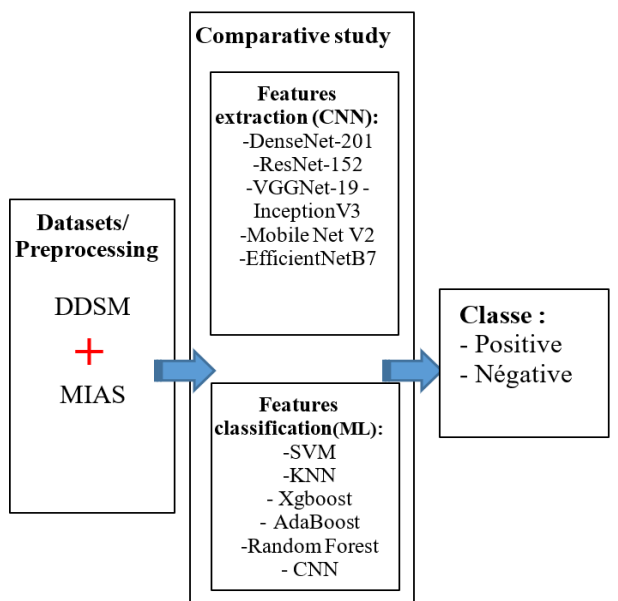 Datasets/
Preprocessing
DDSM
+
MIAS
Comparative study
Features
extraction (CNN):
-DenseNet-201
-ResNet-152
-VGGNet-19 -
InceptionV3
-Mobile Net V2
-EfficientNetB7
Features
classification(ML):
-SVM
-KNN
- Xgboost
- AdaBoost
-Random Forest
- CNN
Classe :
- Positive
- Négative